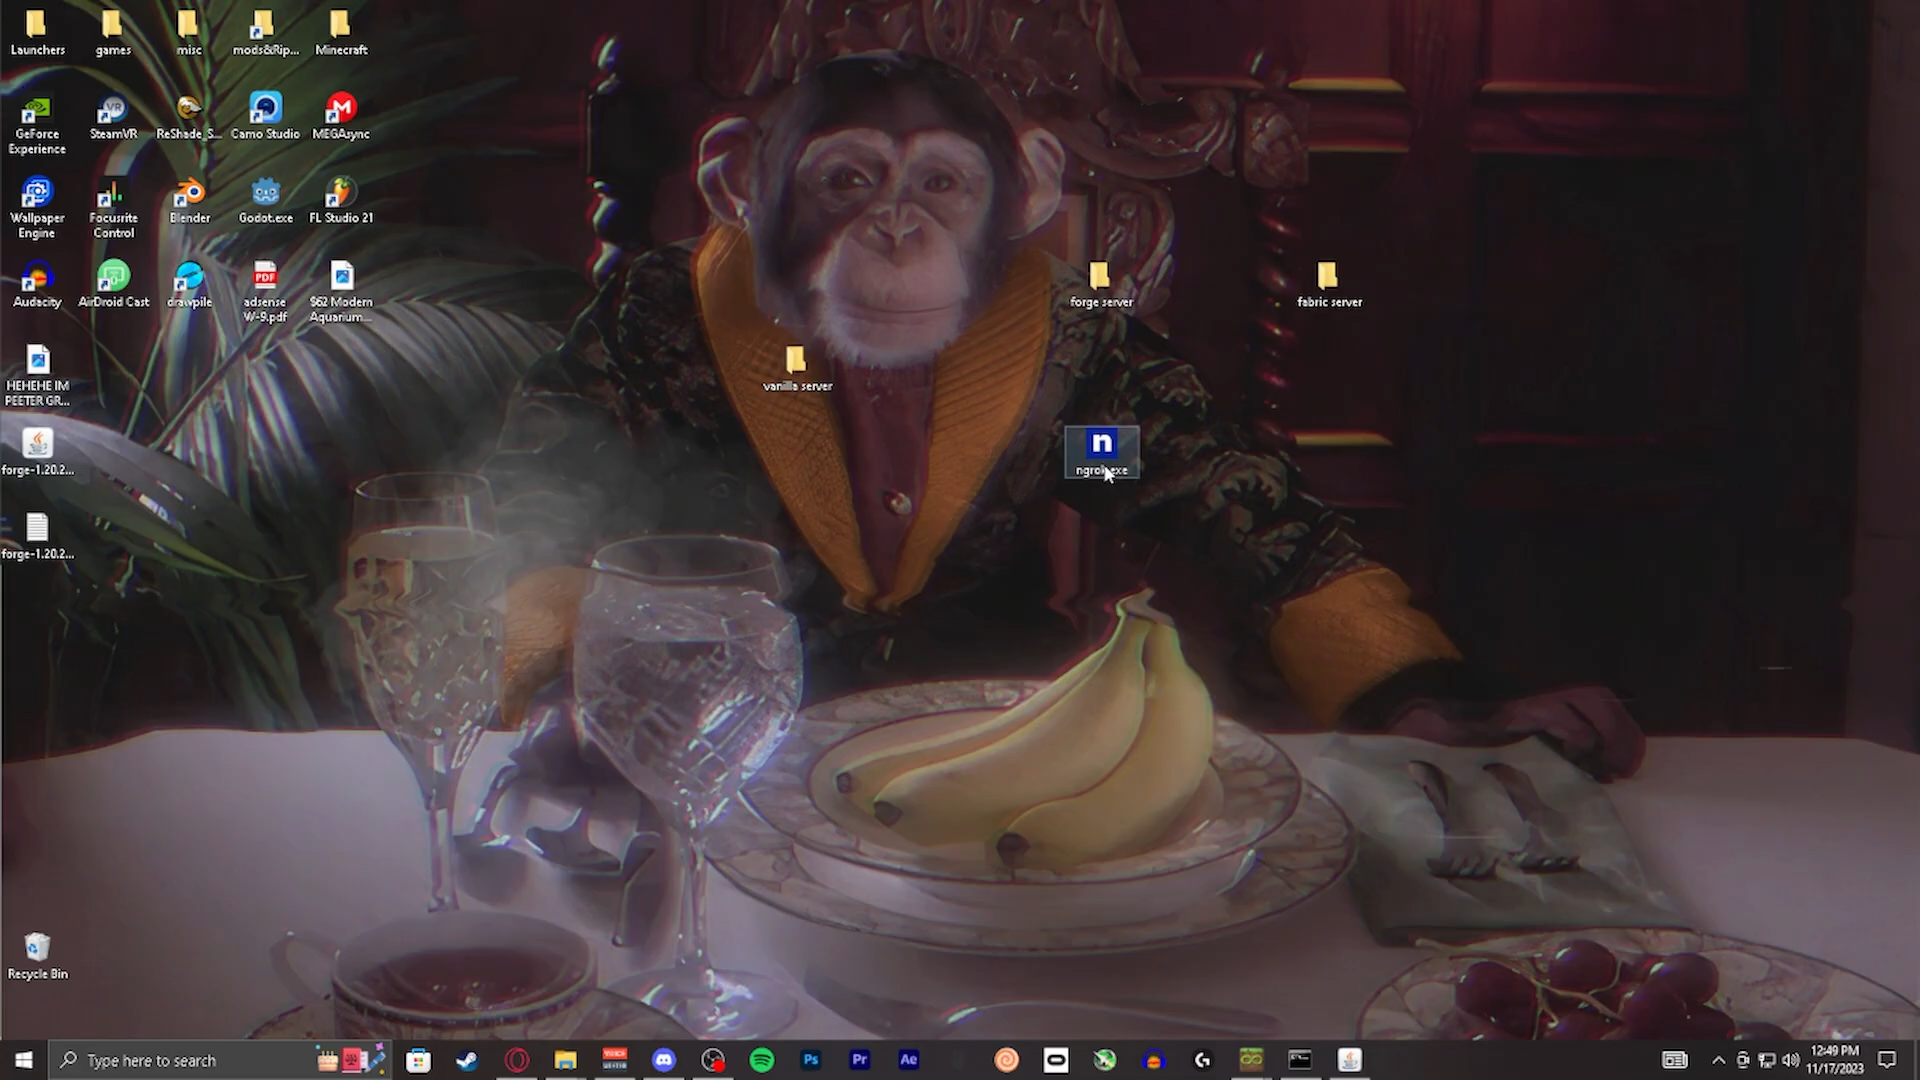 Launchers
games
misc
mods&Rip...
Minecraft
GeForce
Experience
SteamVR
ReShade_S...
Camo Studio
MEGAsync
Wallpaper
Engine
Focusrite
Control
Blender
Godot.exe
FL Studio 21
Audacity
AirDroid Cast
drawpile
adsense
W-9.pdf
$62 Modern
Aquarium...
HEHEHE IM
PEETER GR...
forge-1.20.2...
forge-1.20.2...
forge server
fabric server
vanilla server
ngrok.exe
Recycle Bin
Type here to search
12:49 PM
11/17/2023